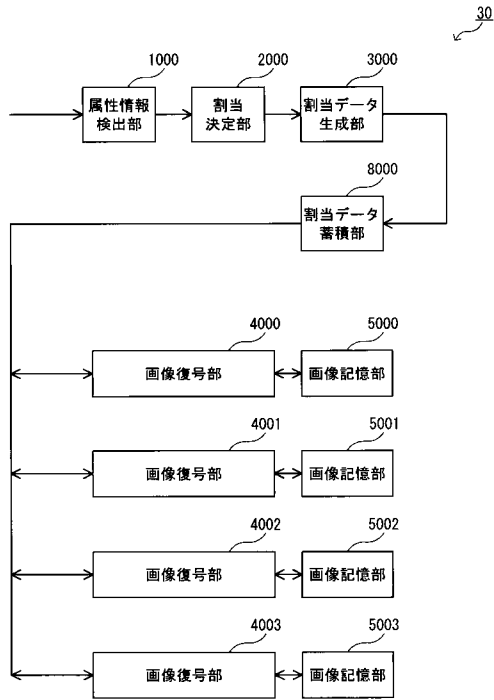 30
1000
2000
3000
属性情報
検出部
割当
決定部
割当データ
生成部
8000
割当データ
蓄積部
4000
5000
画像復号部
画像記憶部
4001
5001
画像復号部
画像記憶部
4002
5002
画像復号部
画像記憶部
4003
5003
画像復号部
画像記憶部